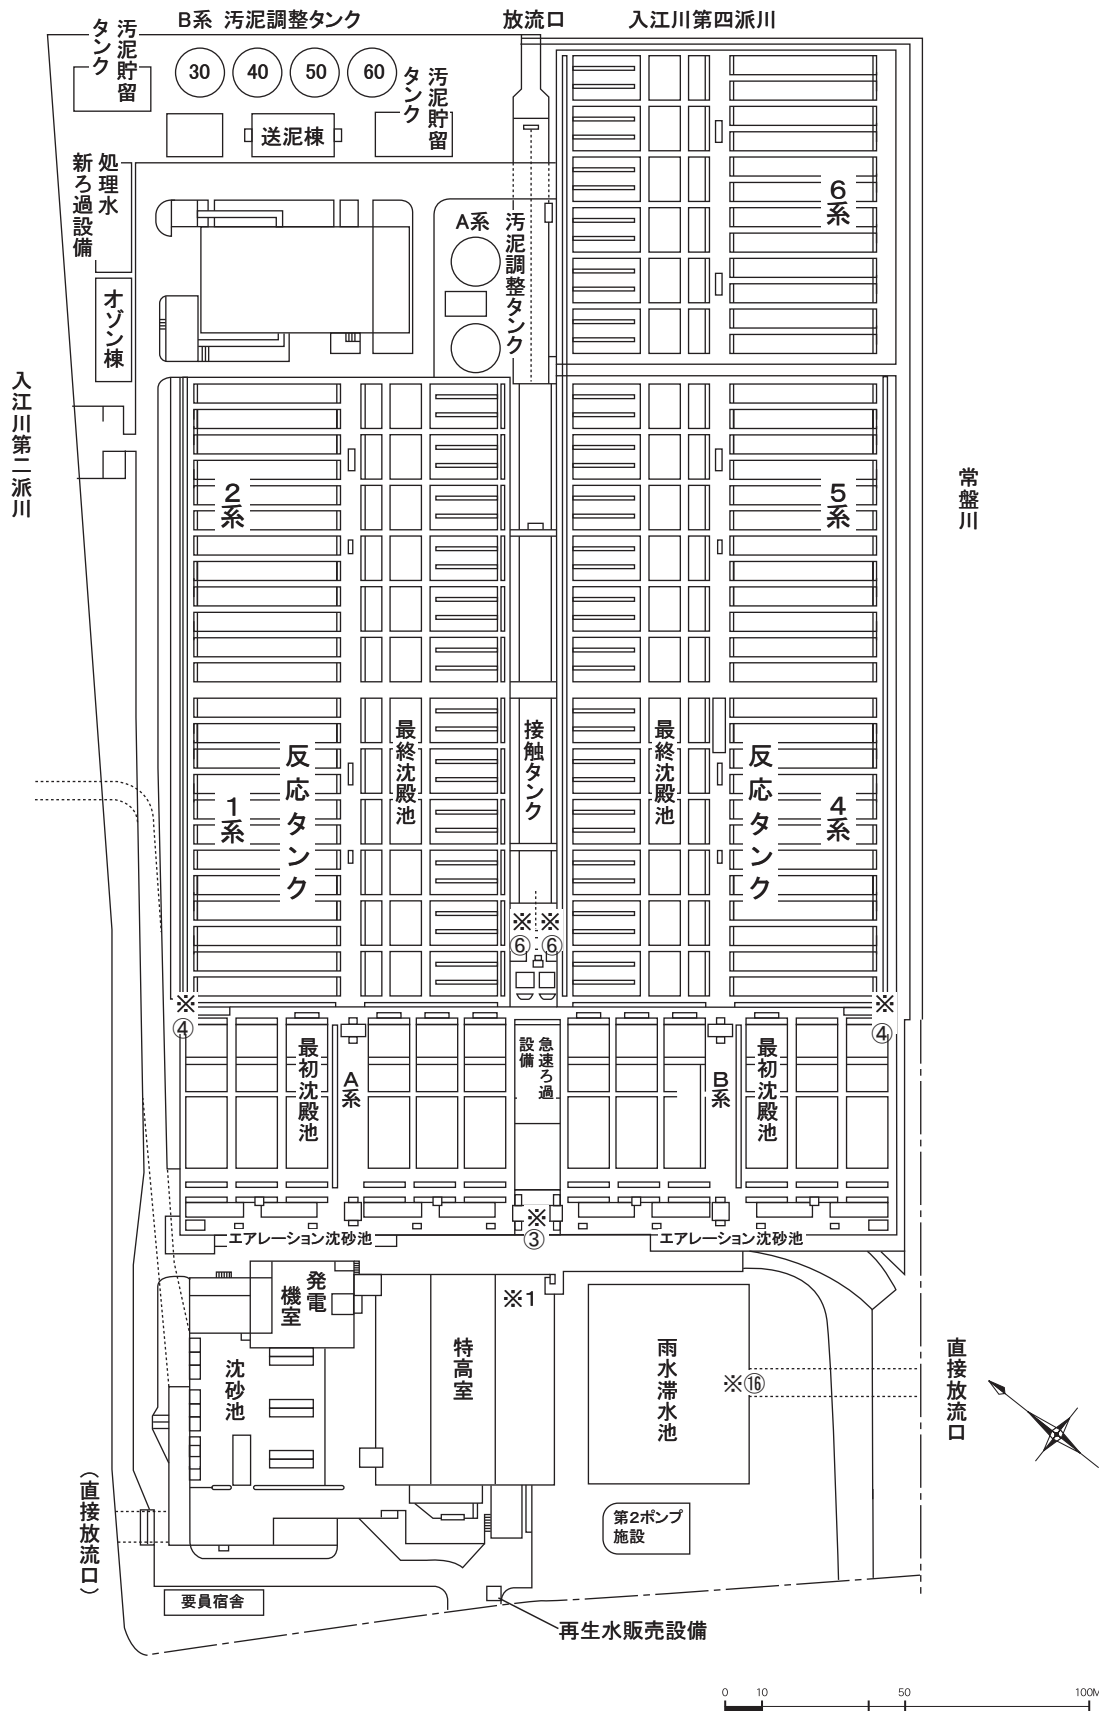 B系 汚泥調整タンク
放流口
入江川第四派川
汚泥貯留
タンク
30
40
50
60
汚泥貯留
タンク
送泥棟
処理水
新ろ過設備
A系
汚泥調整タンク
6系
オゾン棟
入江川第二派川
常盤川
2系
5系
反応タンク
1系
最終沈殿池
接触タンク
最終沈殿池
反応タンク
4系
※
⑥
※
⑥
※
④
※
④
最初沈殿池
A系
急速ろ過
設備
B系
最初沈殿池
※
③
エアレーション沈砂池
エアレーション沈砂池
発電
機室
※1
特高室
沈砂池
雨水滞水池
※⑯
直接放流口
(直接放流口)
第2ポンプ
施設
要員宿舎
再生水販売設備
0 10 50 100M